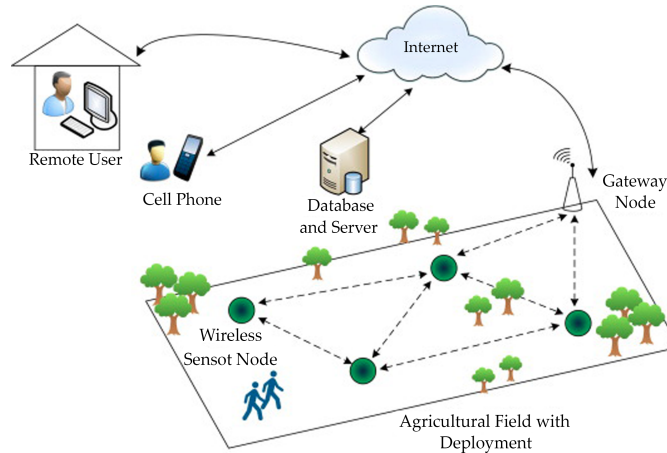 Internet
Remote User
Cell Phone
Database
and Server
Gateway
Node
Wireless
Sensot Node
Agricultural Field with
Deployment